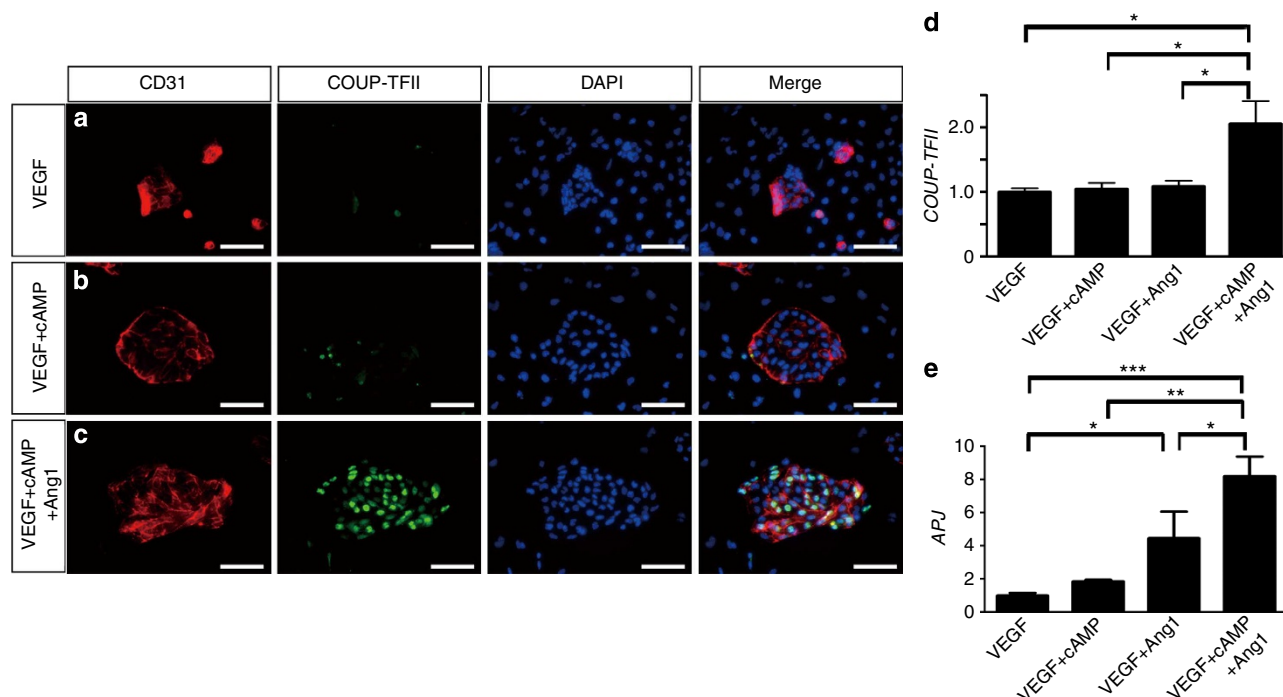 CD31
COUP-TFII
DAPI
Merge
VEGF
a
VEGF+cAMP
b
VEGF+cAMP
+Ang1
c
d
*
*
*
COUP-TFII
2.0
1.0
0
VEGF
VEGF+cAMP
VEGF+Ang1
VEGF+cAMP
+Ang1
e
***
**
*
*
APJ
10
8
6
4
2
0
VEGF
VEGF+cAMP
VEGF+Ang1
VEGF+cAMP
+Ang1